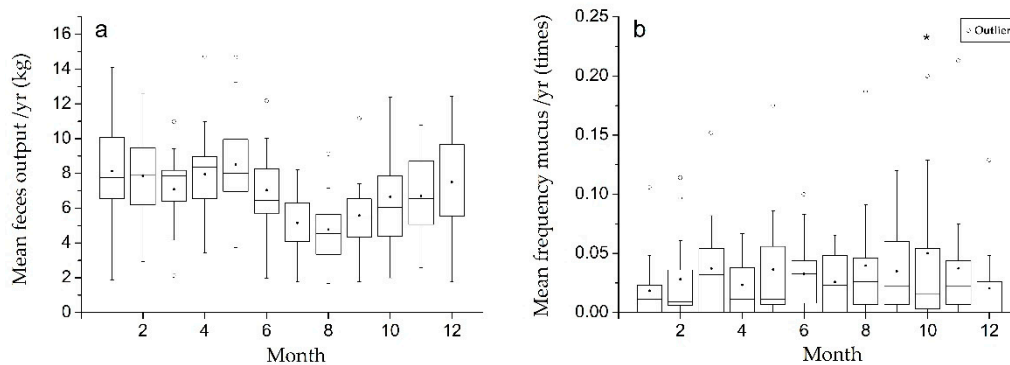 a
Mean feces output /yr (kg)
16
14
12
10
8
6
4
2
0
2 4 6 8 10 12
Month
b
Outlier
*
Mean frequency mucus /yr (times)
0.25
0.20
0.15
0.10
0.05
0.00
2 4 6 8 10 12
Month